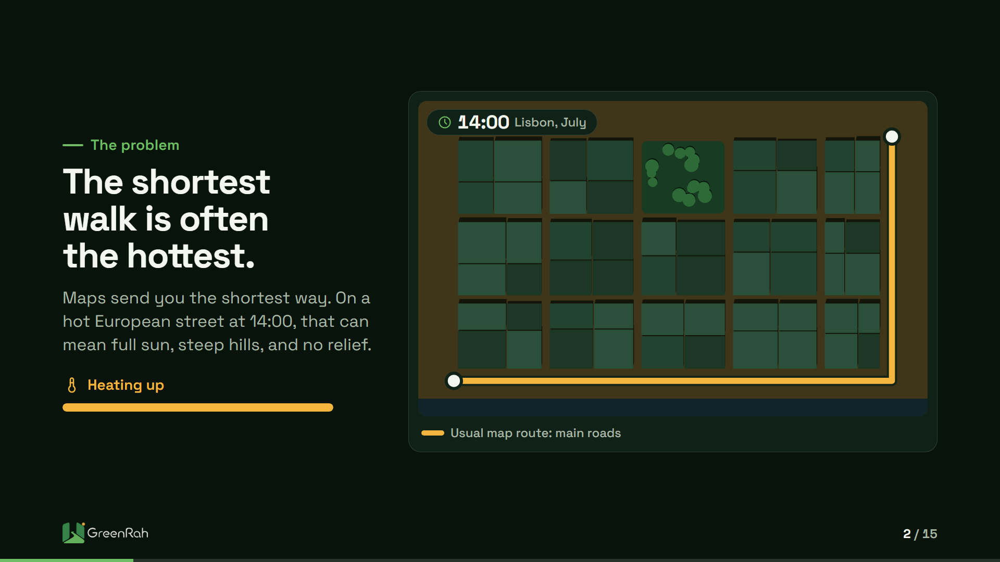 The problem
The shortest
walk is often
the hottest.
Maps send you the shortest way. On a
hot European street at 14:00, that can
mean full sun, steep hills, and no relief.
Heating up
14:00 Lisbon, July
Usual map route: main roads
GreenRah
2 / 15